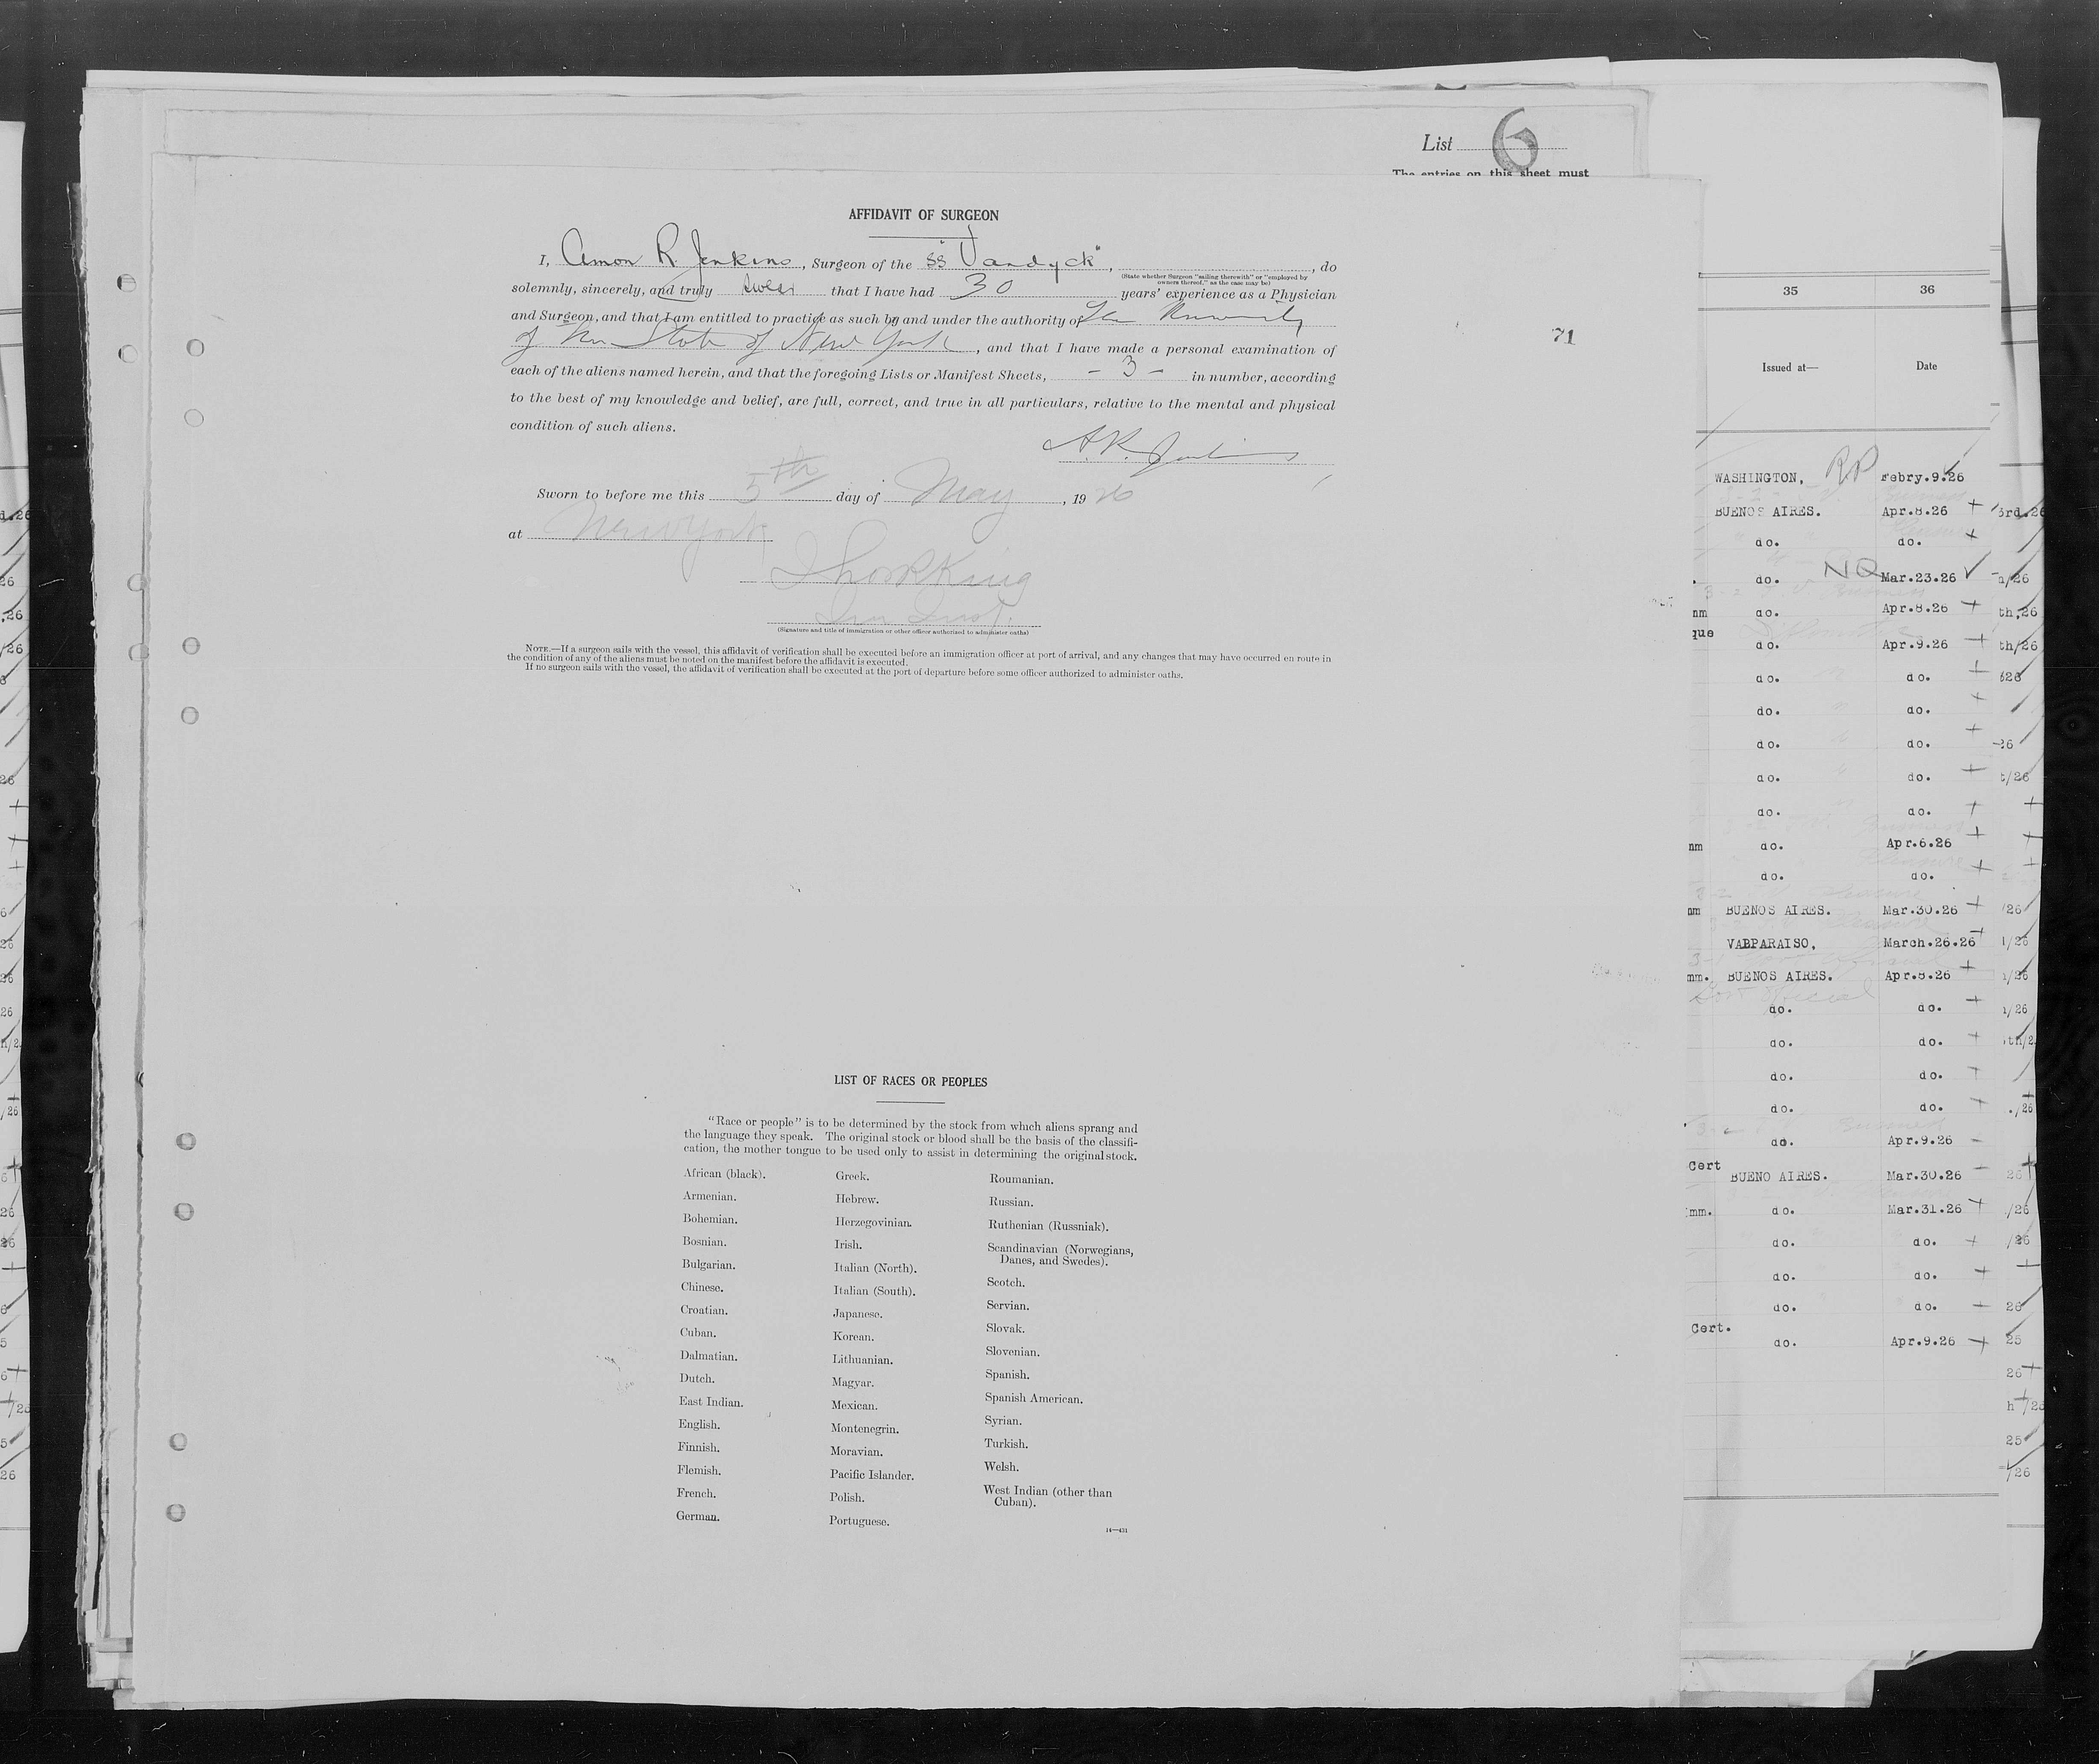 List 6
The entries on this sheet must
AFFIDAVIT OF SURGEON
I, Amon R. Jenkins, Surgeon of the "SS Vandyck", , do
(State whether Surgeon "sailing therewith" or "employed by
owners thereof," as the case may be)
solemnly, sincerely, and truly swear that I have had 30 years' experience as a Physician
and Surgeon, and that I am entitled to practice as such by and under the authority of The University
of the State of New York, and that I have made a personal examination of
each of the aliens named herein, and that the foregoing Lists or Manifest Sheets, - 3 - in number, according
to the best of my knowledge and belief, are full, correct, and true in all particulars, relative to the mental and physical
condition of such aliens.
A.R. Jenkins
Sworn to before me this 5th day of May, 1926
at New York
King
(Signature and title of immigration or other officer authorized to administer oaths)
NOTE.—If a surgeon sails with the vessel, this affidavit of verification shall be executed before an immigration officer at port of arrival, and any changes that may have occurred en route in
the condition of any of the aliens must be noted on the manifest before the affidavit is executed.
If no surgeon sails with the vessel, the affidavit of verification shall be executed at the port of departure before some officer authorized to administer oaths.
71
LIST OF RACES OR PEOPLES
"Race or people" is to be determined by the stock from which aliens sprang and
the language they speak. The original stock or blood shall be the basis of the classifi-
cation, the mother tongue to be used only to assist in determining the original stock.
African (black).
Armenian.
Bohemian.
Bosnian.
Bulgarian.
Chinese.
Croatian.
Cuban.
Dalmatian.
Dutch.
East Indian.
English.
Finnish.
Flemish.
French.
German.
Greek.
Hebrew.
Herzegovinian.
Irish.
Italian (North).
Italian (South).
Japanese.
Korean.
Lithuanian.
Magyar.
Mexican.
Montenegrin.
Moravian.
Pacific Islander.
Polish.
Portuguese.
Roumanian.
Russian.
Ruthenian (Russniak).
Scandinavian (Norwegians,
Danes, and Swedes).
Scotch.
Servian.
Slovak.
Slovenian.
Spanish.
Spanish American.
Syrian.
Turkish.
Welsh.
West Indian (other than
Cuban).
14—431
35 36
Issued at— Date
WASHINGTON, RP Febry.9.26
BUENOS AIRES. Apr.8.26
do. do.
do. NQ Mar.23.26
nm do. Apr.8.26
que
do. Apr.9.26
do. do.
do. do.
do. do.
do. do.
do. do.
nm do. Apr.6.26
do. do.
nm BUENOS AIRES. Mar.30.26
VABPARAISO, March.26.26
mm. BUENOS AIRES. Apr.8.26
do. do.
do. do.
do. do.
do. do.
do. Apr.9.26
Cert
BUENO AIRES. Mar.30.26
mm. do. Mar.31.26
do. do.
do. do.
do. do.
Cert.
do. Apr.9.26